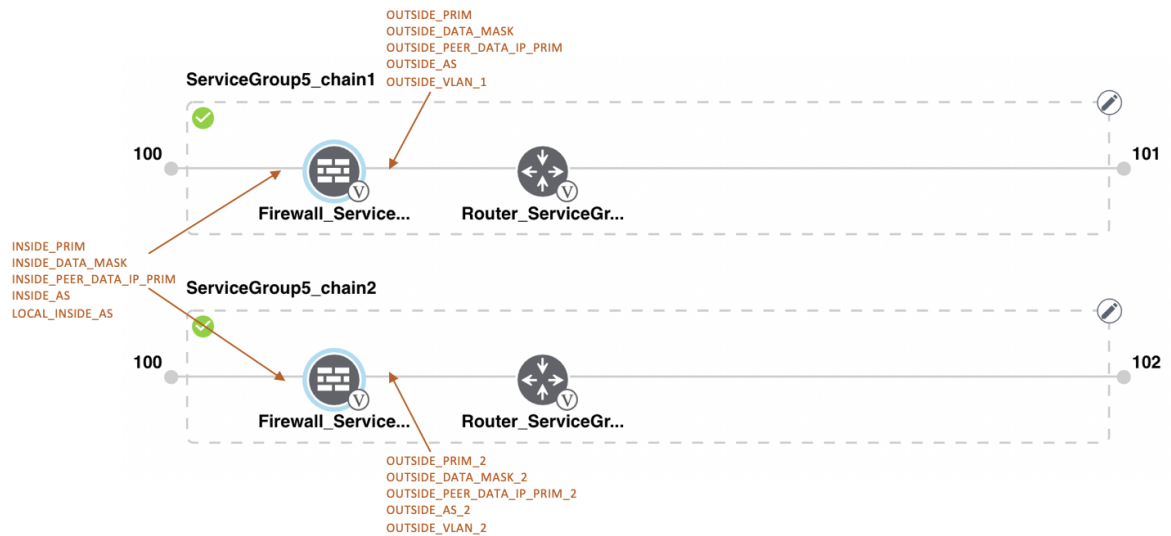 OUTSIDE_PRIM
OUTSIDE_DATA_MASK
OUTSIDE_PEER_DATA_IP_PRIM
OUTSIDE_AS
OUTSIDE_VLAN_1
ServiceGroup5_chain1
100
101
V
V
Firewall_Service...
Router_ServiceGr...
INSIDE_PRIM
INSIDE_DATA_MASK
INSIDE_PEER_DATA_IP_PRIM
INSIDE_AS
LOCAL_INSIDE_AS
ServiceGroup5_chain2
100
102
V
V
Firewall_Service...
Router_ServiceGr...
OUTSIDE_PRIM_2
OUTSIDE_DATA_MASK_2
OUTSIDE_PEER_DATA_IP_PRIM_2
OUTSIDE_AS_2
OUTSIDE_VLAN_2